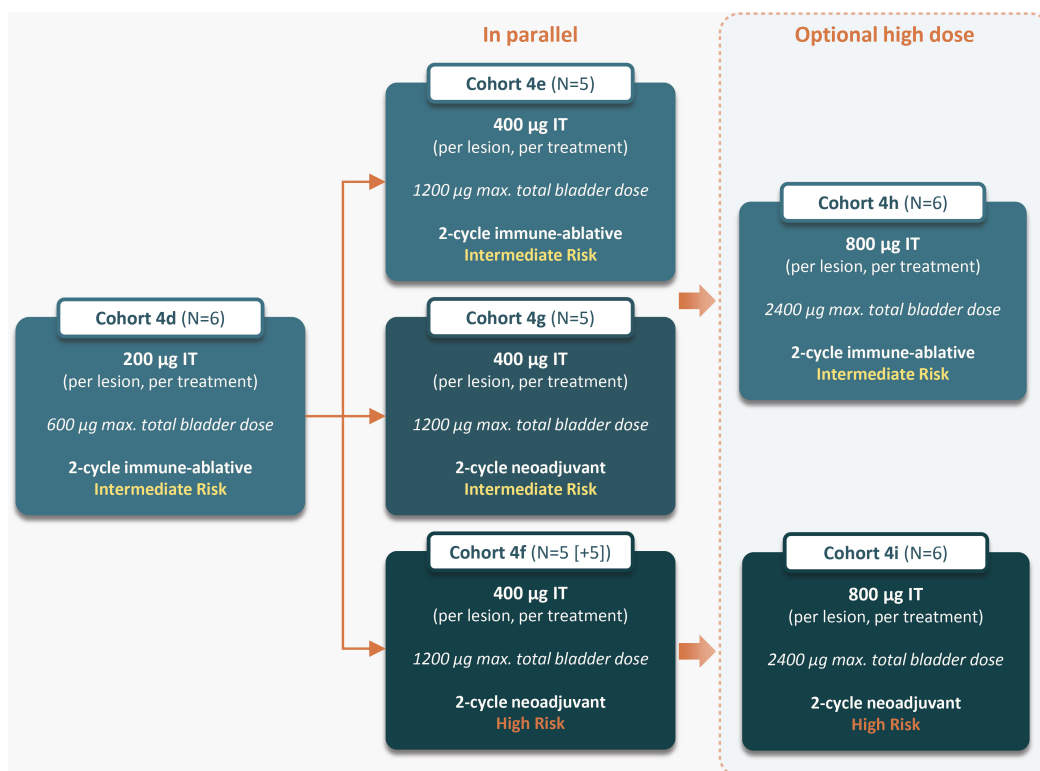 In parallel
Optional high dose
Cohort 4d (N=6)
200 µg IT
(per lesion, per treatment)
600 µg max. total bladder dose
2-cycle immune-ablative
Intermediate Risk
Cohort 4e (N=5)
400 µg IT
(per lesion, per treatment)
1200 µg max. total bladder dose
2-cycle immune-ablative
Intermediate Risk
Cohort 4g (N=5)
400 µg IT
(per lesion, per treatment)
1200 µg max. total bladder dose
2-cycle neoadjuvant
Intermediate Risk
Cohort 4f (N=5 [+5])
400 µg IT
(per lesion, per treatment)
1200 µg max. total bladder dose
2-cycle neoadjuvant
High Risk
Cohort 4h (N=6)
800 µg IT
(per lesion, per treatment)
2400 µg max. total bladder dose
2-cycle immune-ablative
Intermediate Risk
Cohort 4i (N=6)
800 µg IT
(per lesion, per treatment)
2400 µg max. total bladder dose
2-cycle neoadjuvant
High Risk